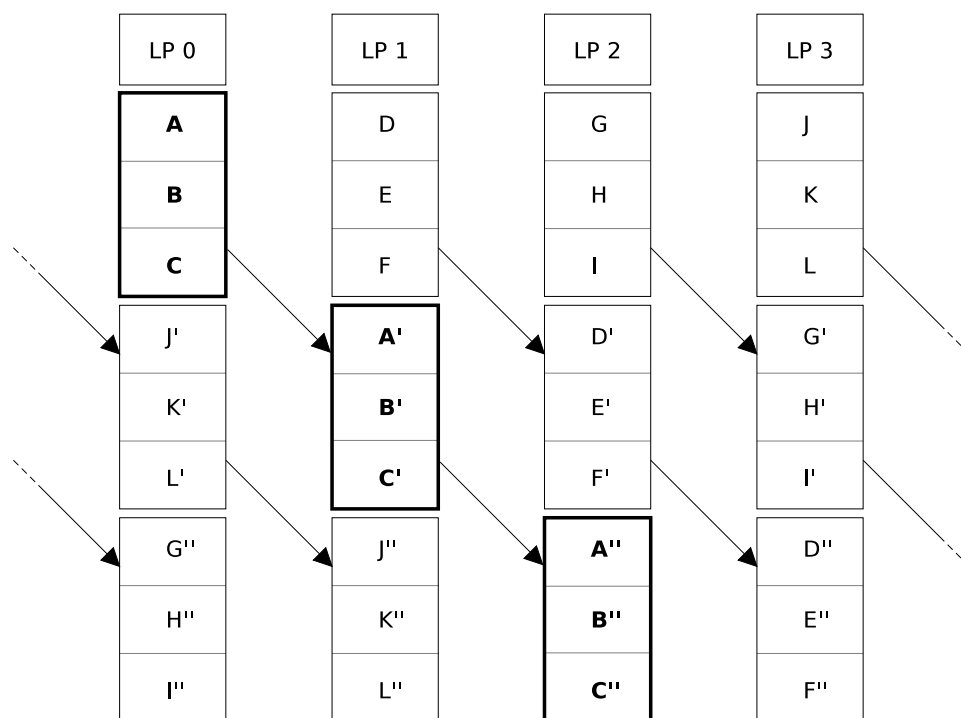 LP 0 LP 1 LP 2 LP 3
A D G J
B E H K
C F I L
J' A' D' G'
K' B' E' H'
L' C' F' I'
G'' J'' A'' D''
H'' K'' B'' E''
I'' L'' C'' F''